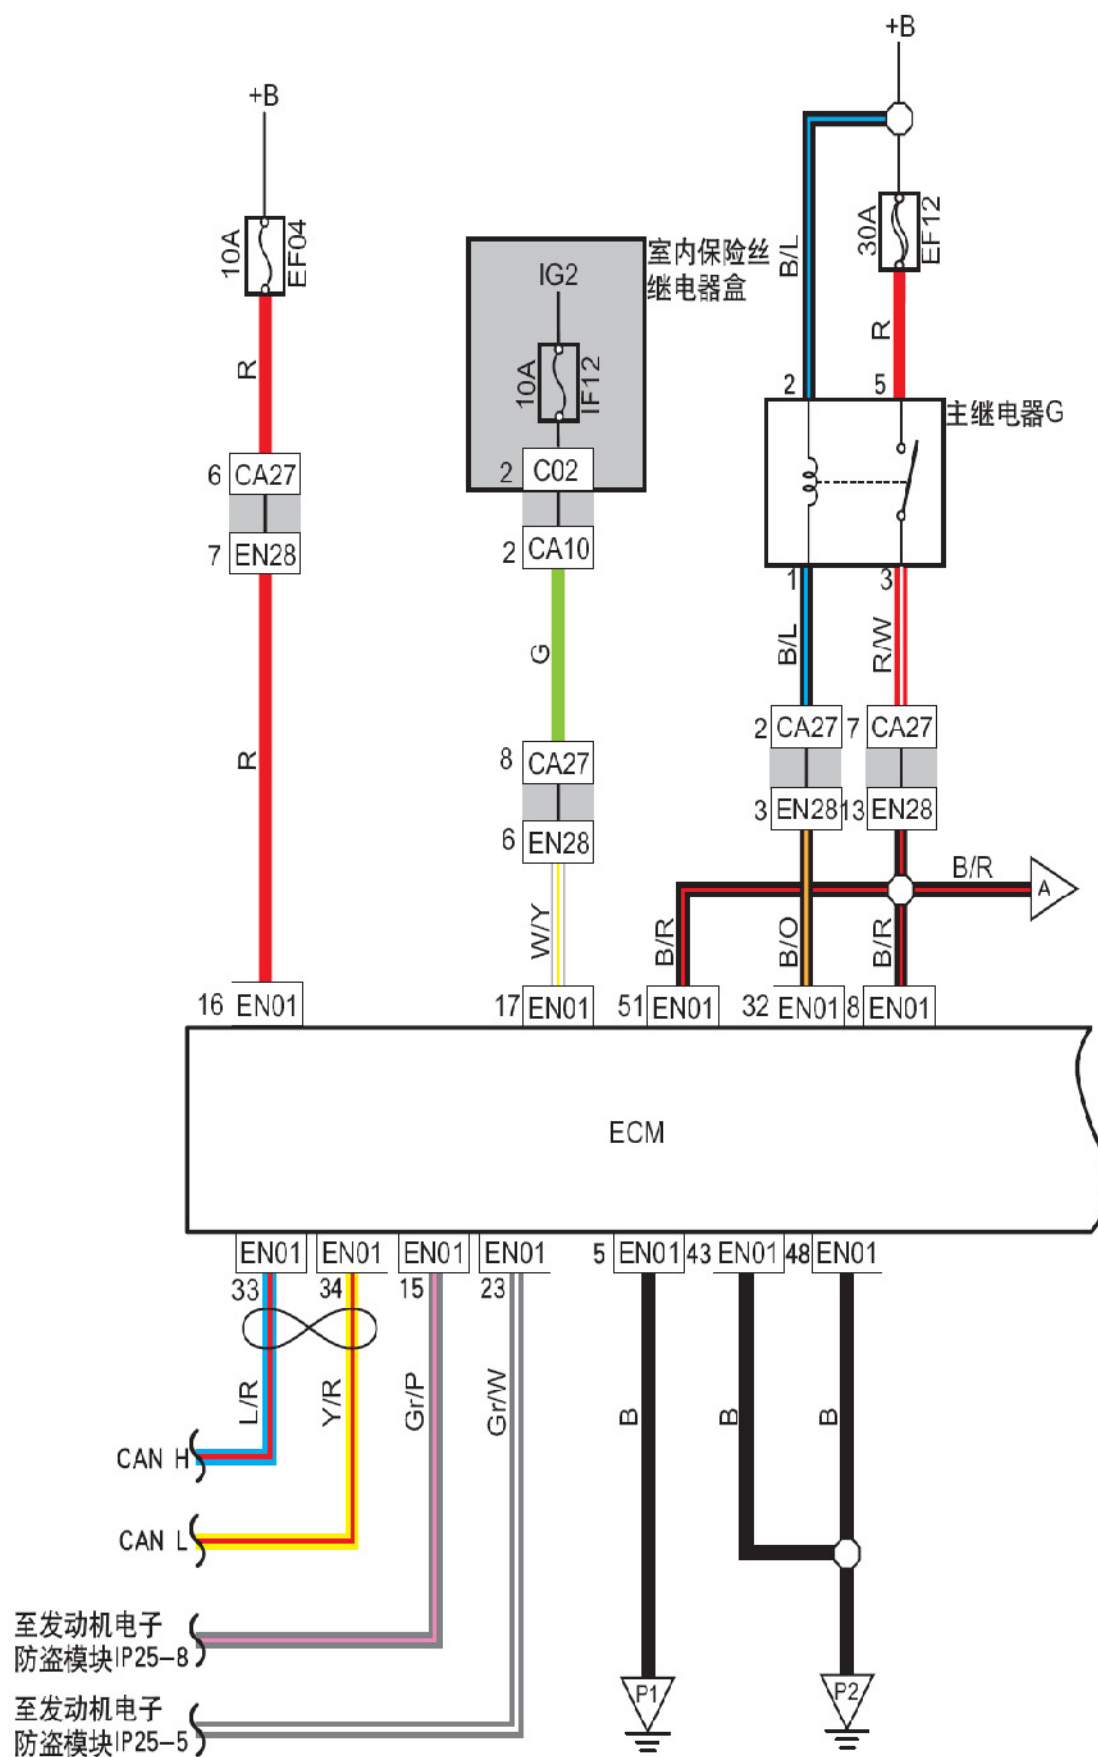 +B
+B
10A
EF04
室内保险丝
继电器盒
IG2
10A
IF12
B/L
30A
EF12
R
R
2
5
主继电器G
6 CA27
2 C02
7 EN28
2 CA10
1
3
G
B/L
R/W
R
2 CA27
7 CA27
8 CA27
3 EN28
13 EN28
6 EN28
B/R
A
W/Y
B/R
B/O
B/R
16 EN01
17 EN01
51 EN01
32 EN01
8 EN01
ECM
EN01
EN01
EN01
EN01
5 EN01
43 EN01
48 EN01
33
34
15
23
L/R
Y/R
Gr/P
Gr/W
B
B
B
CAN H
CAN L
至发动机电子
防盗模块IP25-8
P1
P2
至发动机电子
防盗模块IP25-5